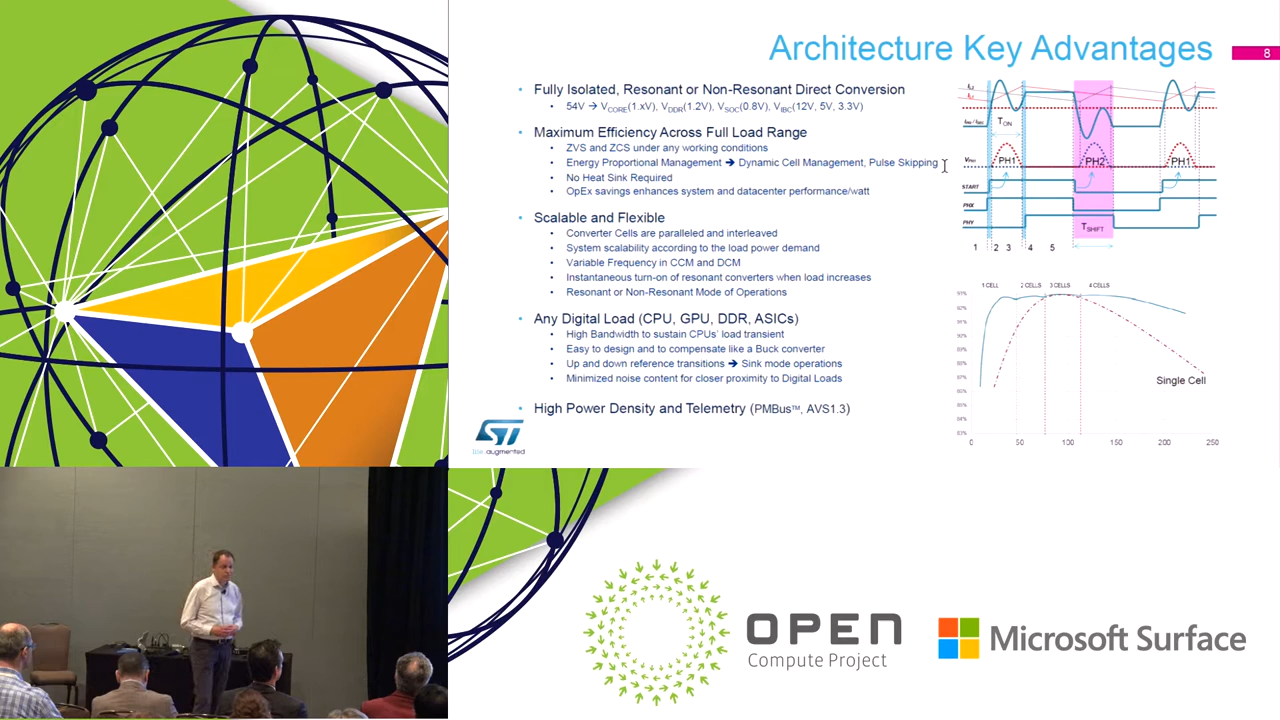 Architecture Key Advantages
8
• Fully Isolated, Resonant or Non-Resonant Direct Conversion
• 54V ➔ VCORE(1.xV), VDDR(1.2V), VSOC(0.8V), VIBC(12V, 5V, 3.3V)
• Maximum Efficiency Across Full Load Range
• ZVS and ZCS under any working conditions
• Energy Proportional Management ➔ Dynamic Cell Management, Pulse Skipping
• No Heat Sink Required
• OpEx savings enhances system and datacenter performance/watt
• Scalable and Flexible
• Converter Cells are paralleled and interleaved
• System scalability according to the load power demand
• Variable Frequency in CCM and DCM
• Instantaneous turn-on of resonant converters when load increases
• Resonant or Non-Resonant Mode of Operations
• Any Digital Load (CPU, GPU, DDR, ASICs)
• High Bandwidth to sustain CPUs' load transient
• Easy to design and to compensate like a Buck converter
• Up and down reference transitions ➔ Sink mode operations
• Minimized noise content for closer proximity to Digital Loads
• High Power Density and Telemetry (PMBus™, AVS1.3)
ST
life.augmented
TON
PH1
PH2
PH1
START
PHX
PHY
TSHIFT
1 2 3 4 5
1 CELL 2 CELLS 3 CELLS 4 CELLS
Single Cell
0 50 100 150 200 250
OPEN
Compute Project
Microsoft Surface